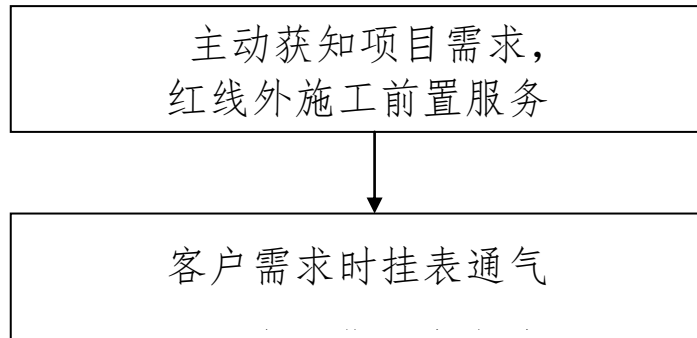 主动获知项目需求，
红线外施工前置服务
客户需求时挂表通气